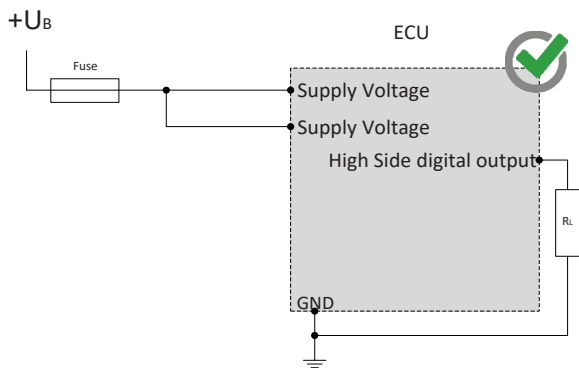 +UB
ECU
Fuse
Supply Voltage
Supply Voltage
High Side digital output
RL
GND